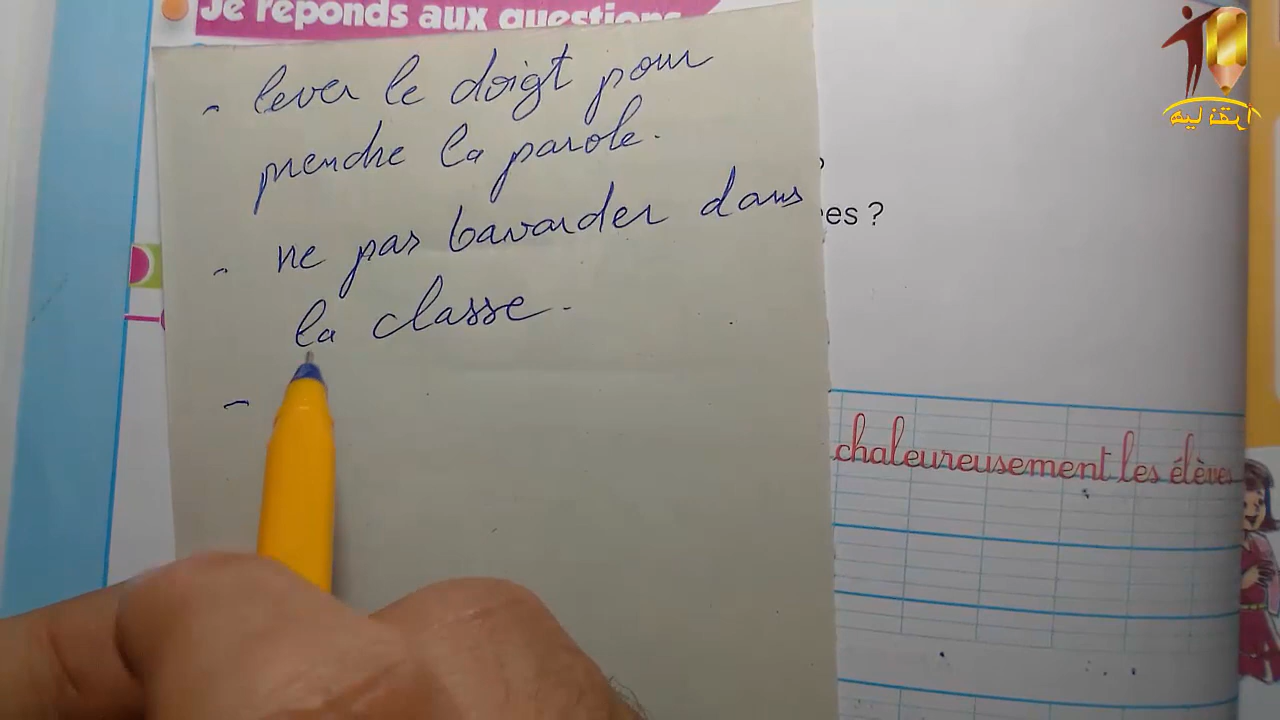 Je réponds aux questions
- lever le doigt pour
prendre la parole.
- ne pas bavarder dans
la classe.
-
es ?
chaleureusement les élèves